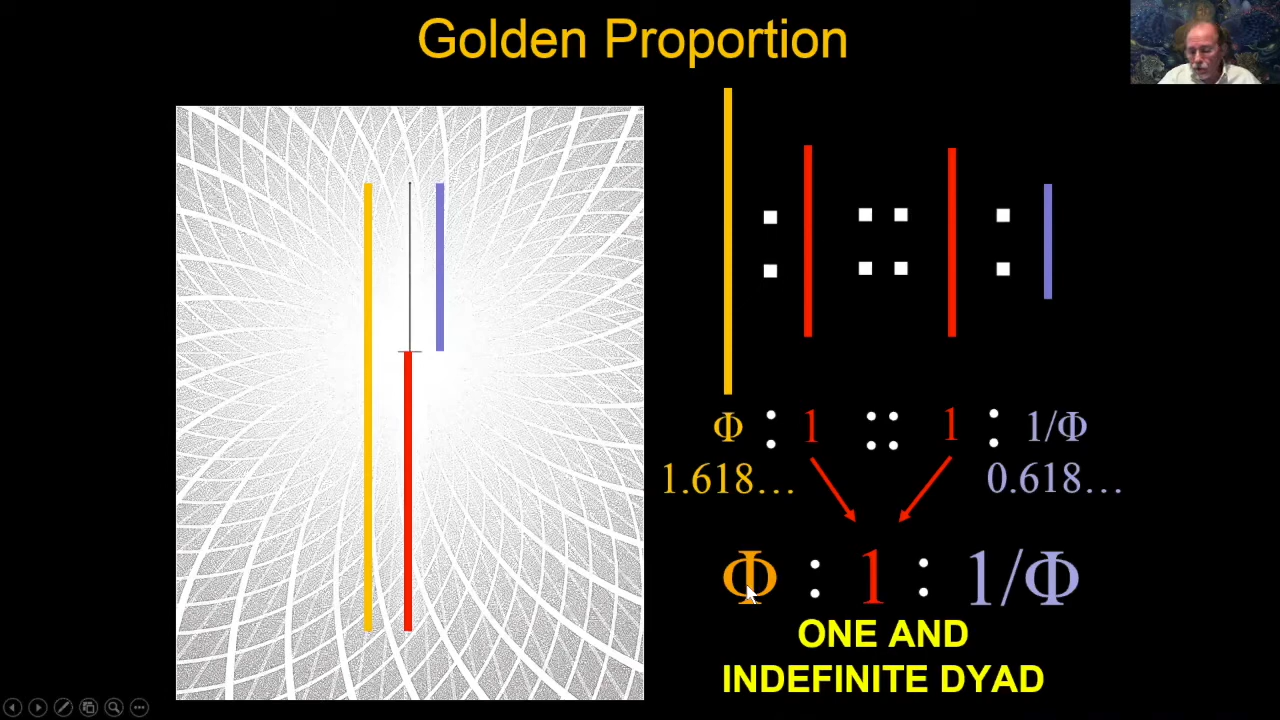 Golden Proportion
Φ : 1 :: 1 : 1/Φ
1.618... 0.618...
Φ : 1 : 1/Φ
ONE AND
INDEFINITE DYAD